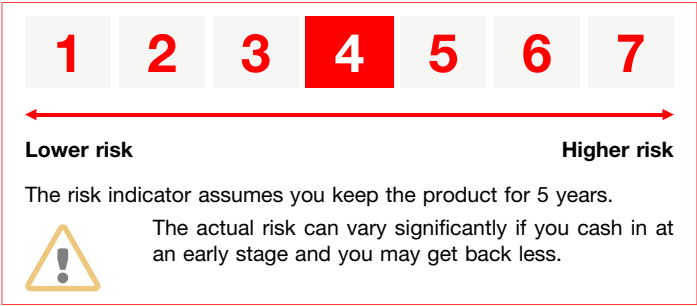 1 2 3 4 5 6 7
Lower risk Higher risk
The risk indicator assumes you keep the product for 5 years.
The actual risk can vary significantly if you cash in at
an early stage and you may get back less.